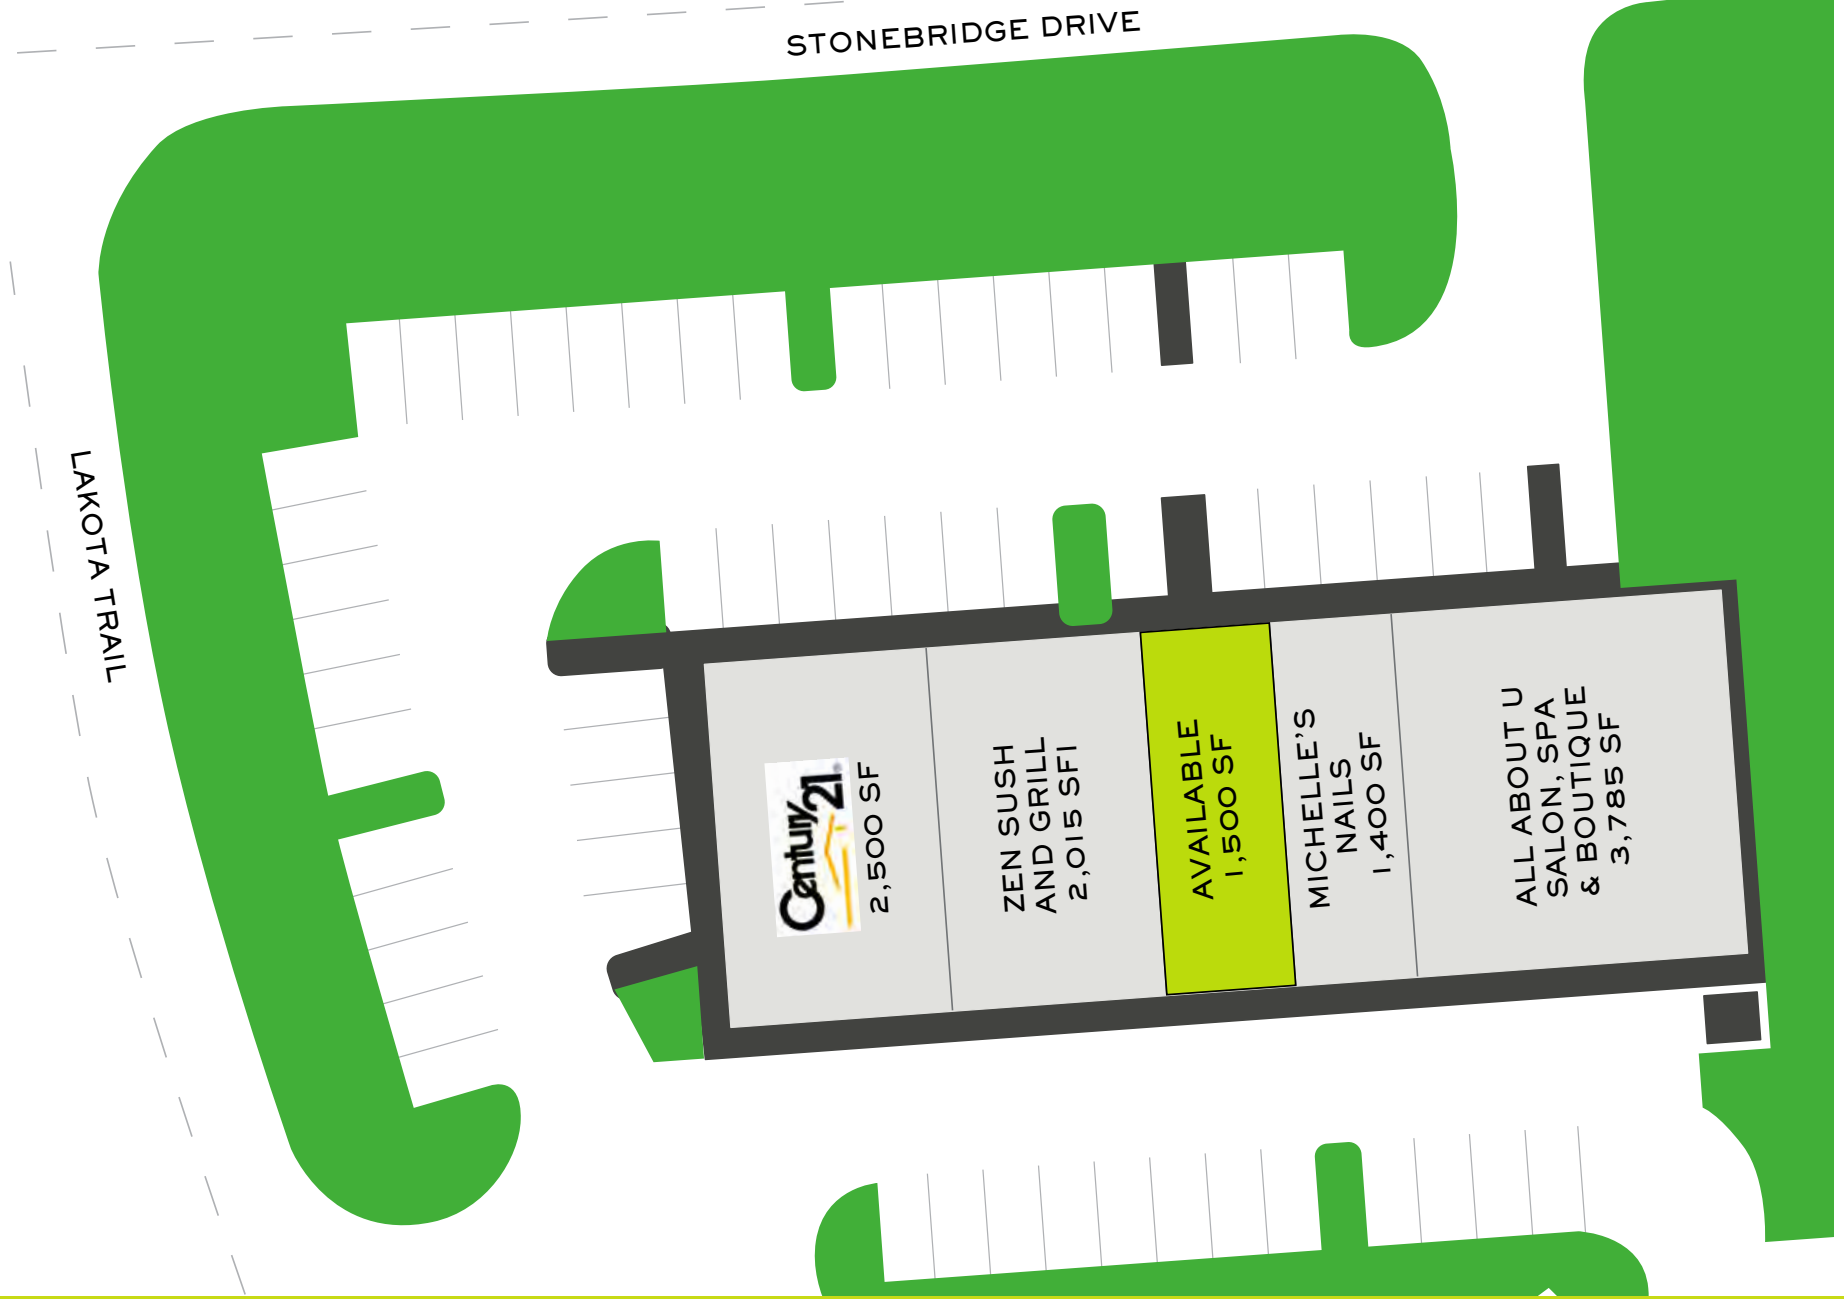 STONEBRIDGE DRIVE
LAKOTA TRAIL
Century 21
2,500 SF
ZEN SUSH
AND GRILL
2,015 SFI
AVAILABLE
1,500 SF
MICHELLE'S
NAILS
1,400 SF
ALL ABOUT U
SALON, SPA
& BOUTIQUE
3,785 SF